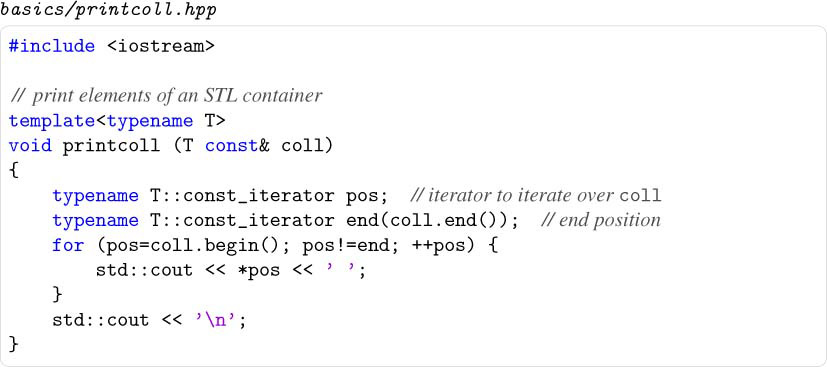 basics/printcoll.hpp
#include <iostream>
// print elements of an STL container
template<typename T>
void printcoll (T const& coll)
{
    typename T::const_iterator pos;  // iterator to iterate over coll
    typename T::const_iterator end(coll.end());  // end position
    for (pos=coll.begin(); pos!=end; ++pos) {
        std::cout << *pos << ' ';
    }
    std::cout << '\n';
}